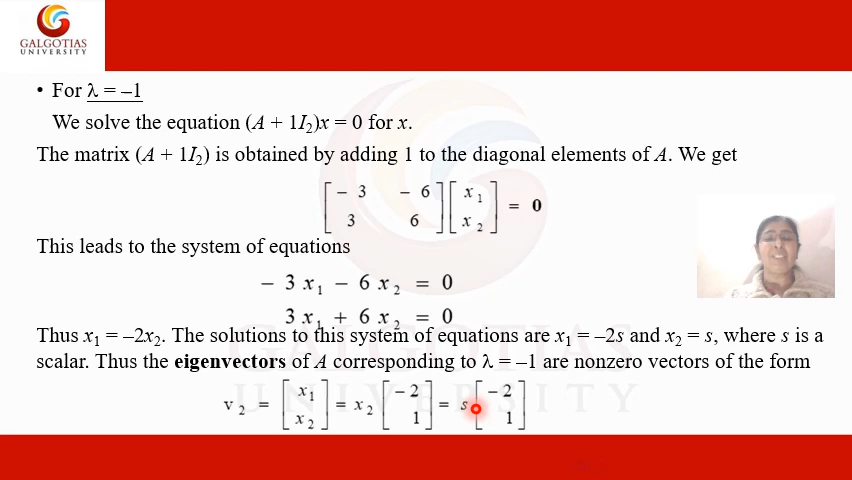 GALGOTIAS
UNIVERSITY
• For λ = –1
We solve the equation (A + 1I₂)x = 0 for x.
The matrix (A + 1I₂) is obtained by adding 1 to the diagonal elements of A. We get
[ − 3 − 6 ] [ x₁ ]
[ 3 6 ] [ x₂ ] = 0
This leads to the system of equations
− 3 x₁ − 6 x₂ = 0
3 x₁ + 6 x₂ = 0
Thus x₁ = –2x₂. The solutions to this system of equations are x₁ = –2s and x₂ = s, where s is a
scalar. Thus the eigenvectors of A corresponding to λ = –1 are nonzero vectors of the form
v₂ = [ x₁ ] = x₂ [ − 2 ] = s [ − 2 ]
[ x₂ ] [ 1 ] [ 1 ]
GALGOTIAS
UNIVERSITY